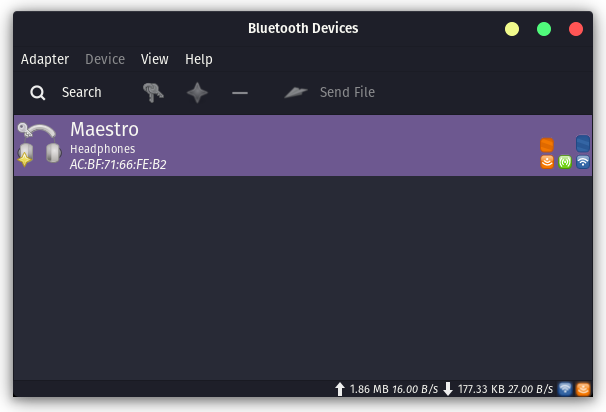 Bluetooth Devices
Adapter Device View Help
Search Send File
Maestro
Headphones
AC:BF:71:66:FE:B2
1.86 MB 16.00 B/s 177.33 KB 27.00 B/s